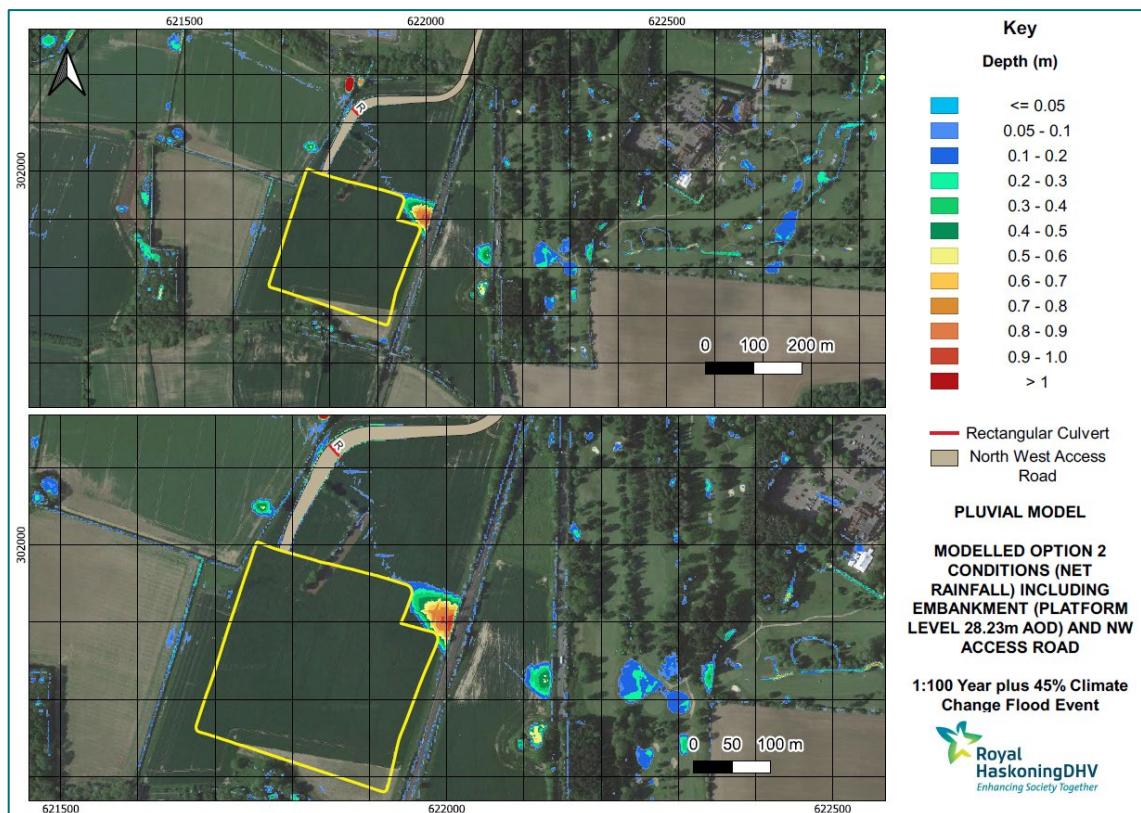 621500 622000 622500
302000
R
0 100 200 m
302000
R
0 50 100 m
621500 622000 622500
Key
Depth (m)
<= 0.05
0.05 - 0.1
0.1 - 0.2
0.2 - 0.3
0.3 - 0.4
0.4 - 0.5
0.5 - 0.6
0.6 - 0.7
0.7 - 0.8
0.8 - 0.9
0.9 - 1.0
> 1
Rectangular Culvert
North West Access
Road
PLUVIAL MODEL
MODELLED OPTION 2
CONDITIONS (NET
RAINFALL) INCLUDING
EMBANKMENT (PLATFORM
LEVEL 28.23m AOD) AND NW
ACCESS ROAD
1:100 Year plus 45% Climate
Change Flood Event
Royal
HaskoningDHV
Enhancing Society Together